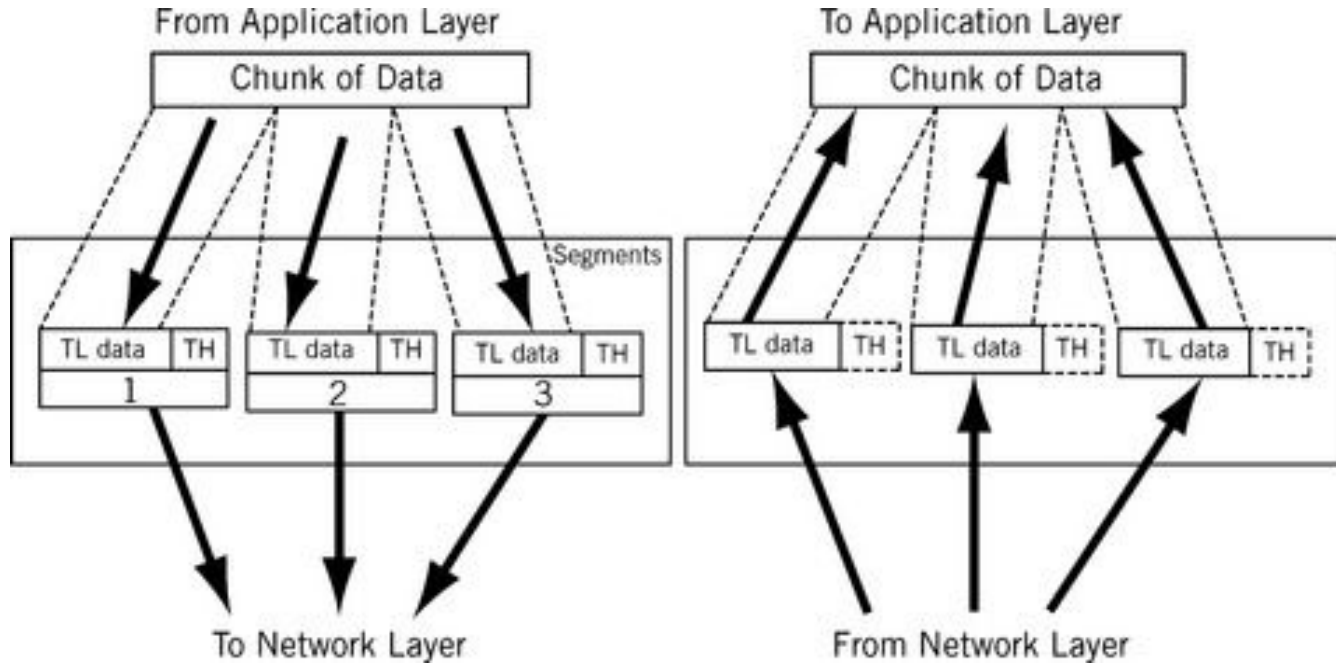 From Application Layer
Chunk of Data
Segments
TL data TH TL data TH TL data TH
1 2 3
To Network Layer
To Application Layer
Chunk of Data
TL data TH TL data TH TL data TH
From Network Layer